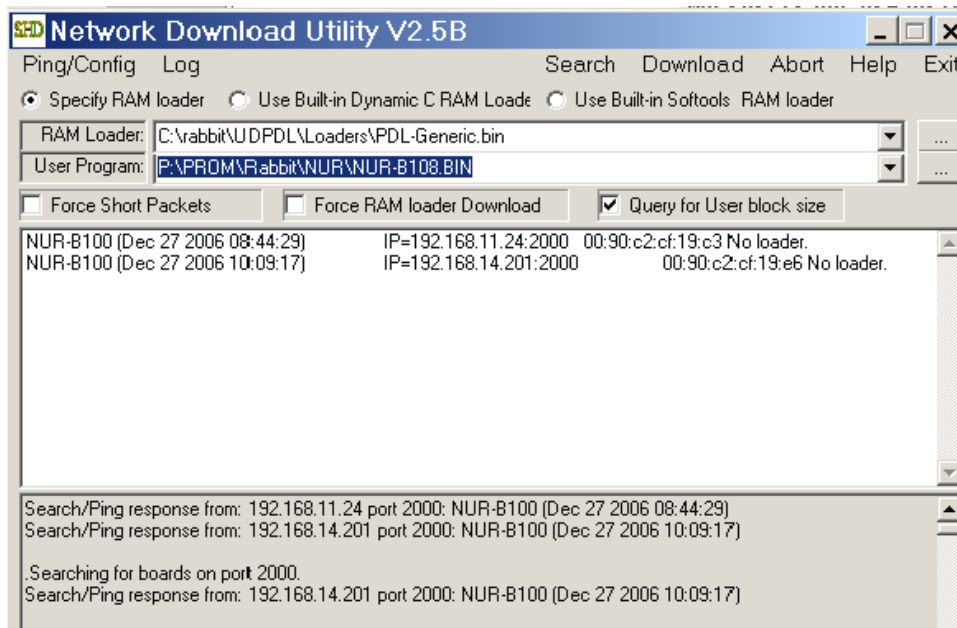 SHD Network Download Utility V2.5B
Ping/Config Log Search Download Abort Help Exit
Specify RAM loader Use Built-in Dynamic C RAM Loade Use Built-in Softools RAM loader
RAM Loader: C:\rabbit\UDPDL\Loaders\PDL-Generic.bin ...
User Program: P:\PROM\Rabbit\NUR\NUR-B108.BIN ...
Force Short Packets Force RAM loader Download Query for User block size
NUR-B100 (Dec 27 2006 08:44:29) IP=192.168.11.24:2000 00:90:c2:cf:19:c3 No loader.
NUR-B100 (Dec 27 2006 10:09:17) IP=192.168.14.201:2000 00:90:c2:cf:19:e6 No loader.
Search/Ping response from: 192.168.11.24 port 2000: NUR-B100 (Dec 27 2006 08:44:29)
Search/Ping response from: 192.168.14.201 port 2000: NUR-B100 (Dec 27 2006 10:09:17)
.Searching for boards on port 2000.
Search/Ping response from: 192.168.14.201 port 2000: NUR-B100 (Dec 27 2006 10:09:17)